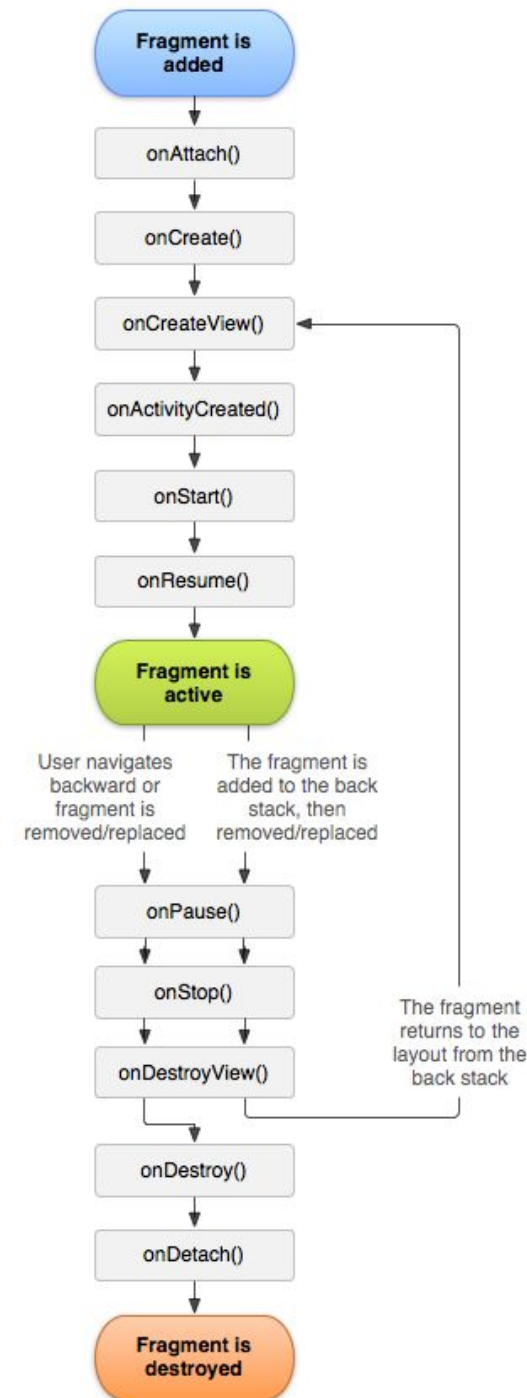 Fragment is
added
onAttach()
onCreate()
onCreateView()
onActivityCreated()
onStart()
onResume()
Fragment is
active
User navigates
backward or
fragment is
removed/replaced
The fragment is
added to the back
stack, then
removed/replaced
onPause()
onStop()
The fragment
returns to the
layout from the
back stack
onDestroyView()
onDestroy()
onDetach()
Fragment is
destroyed